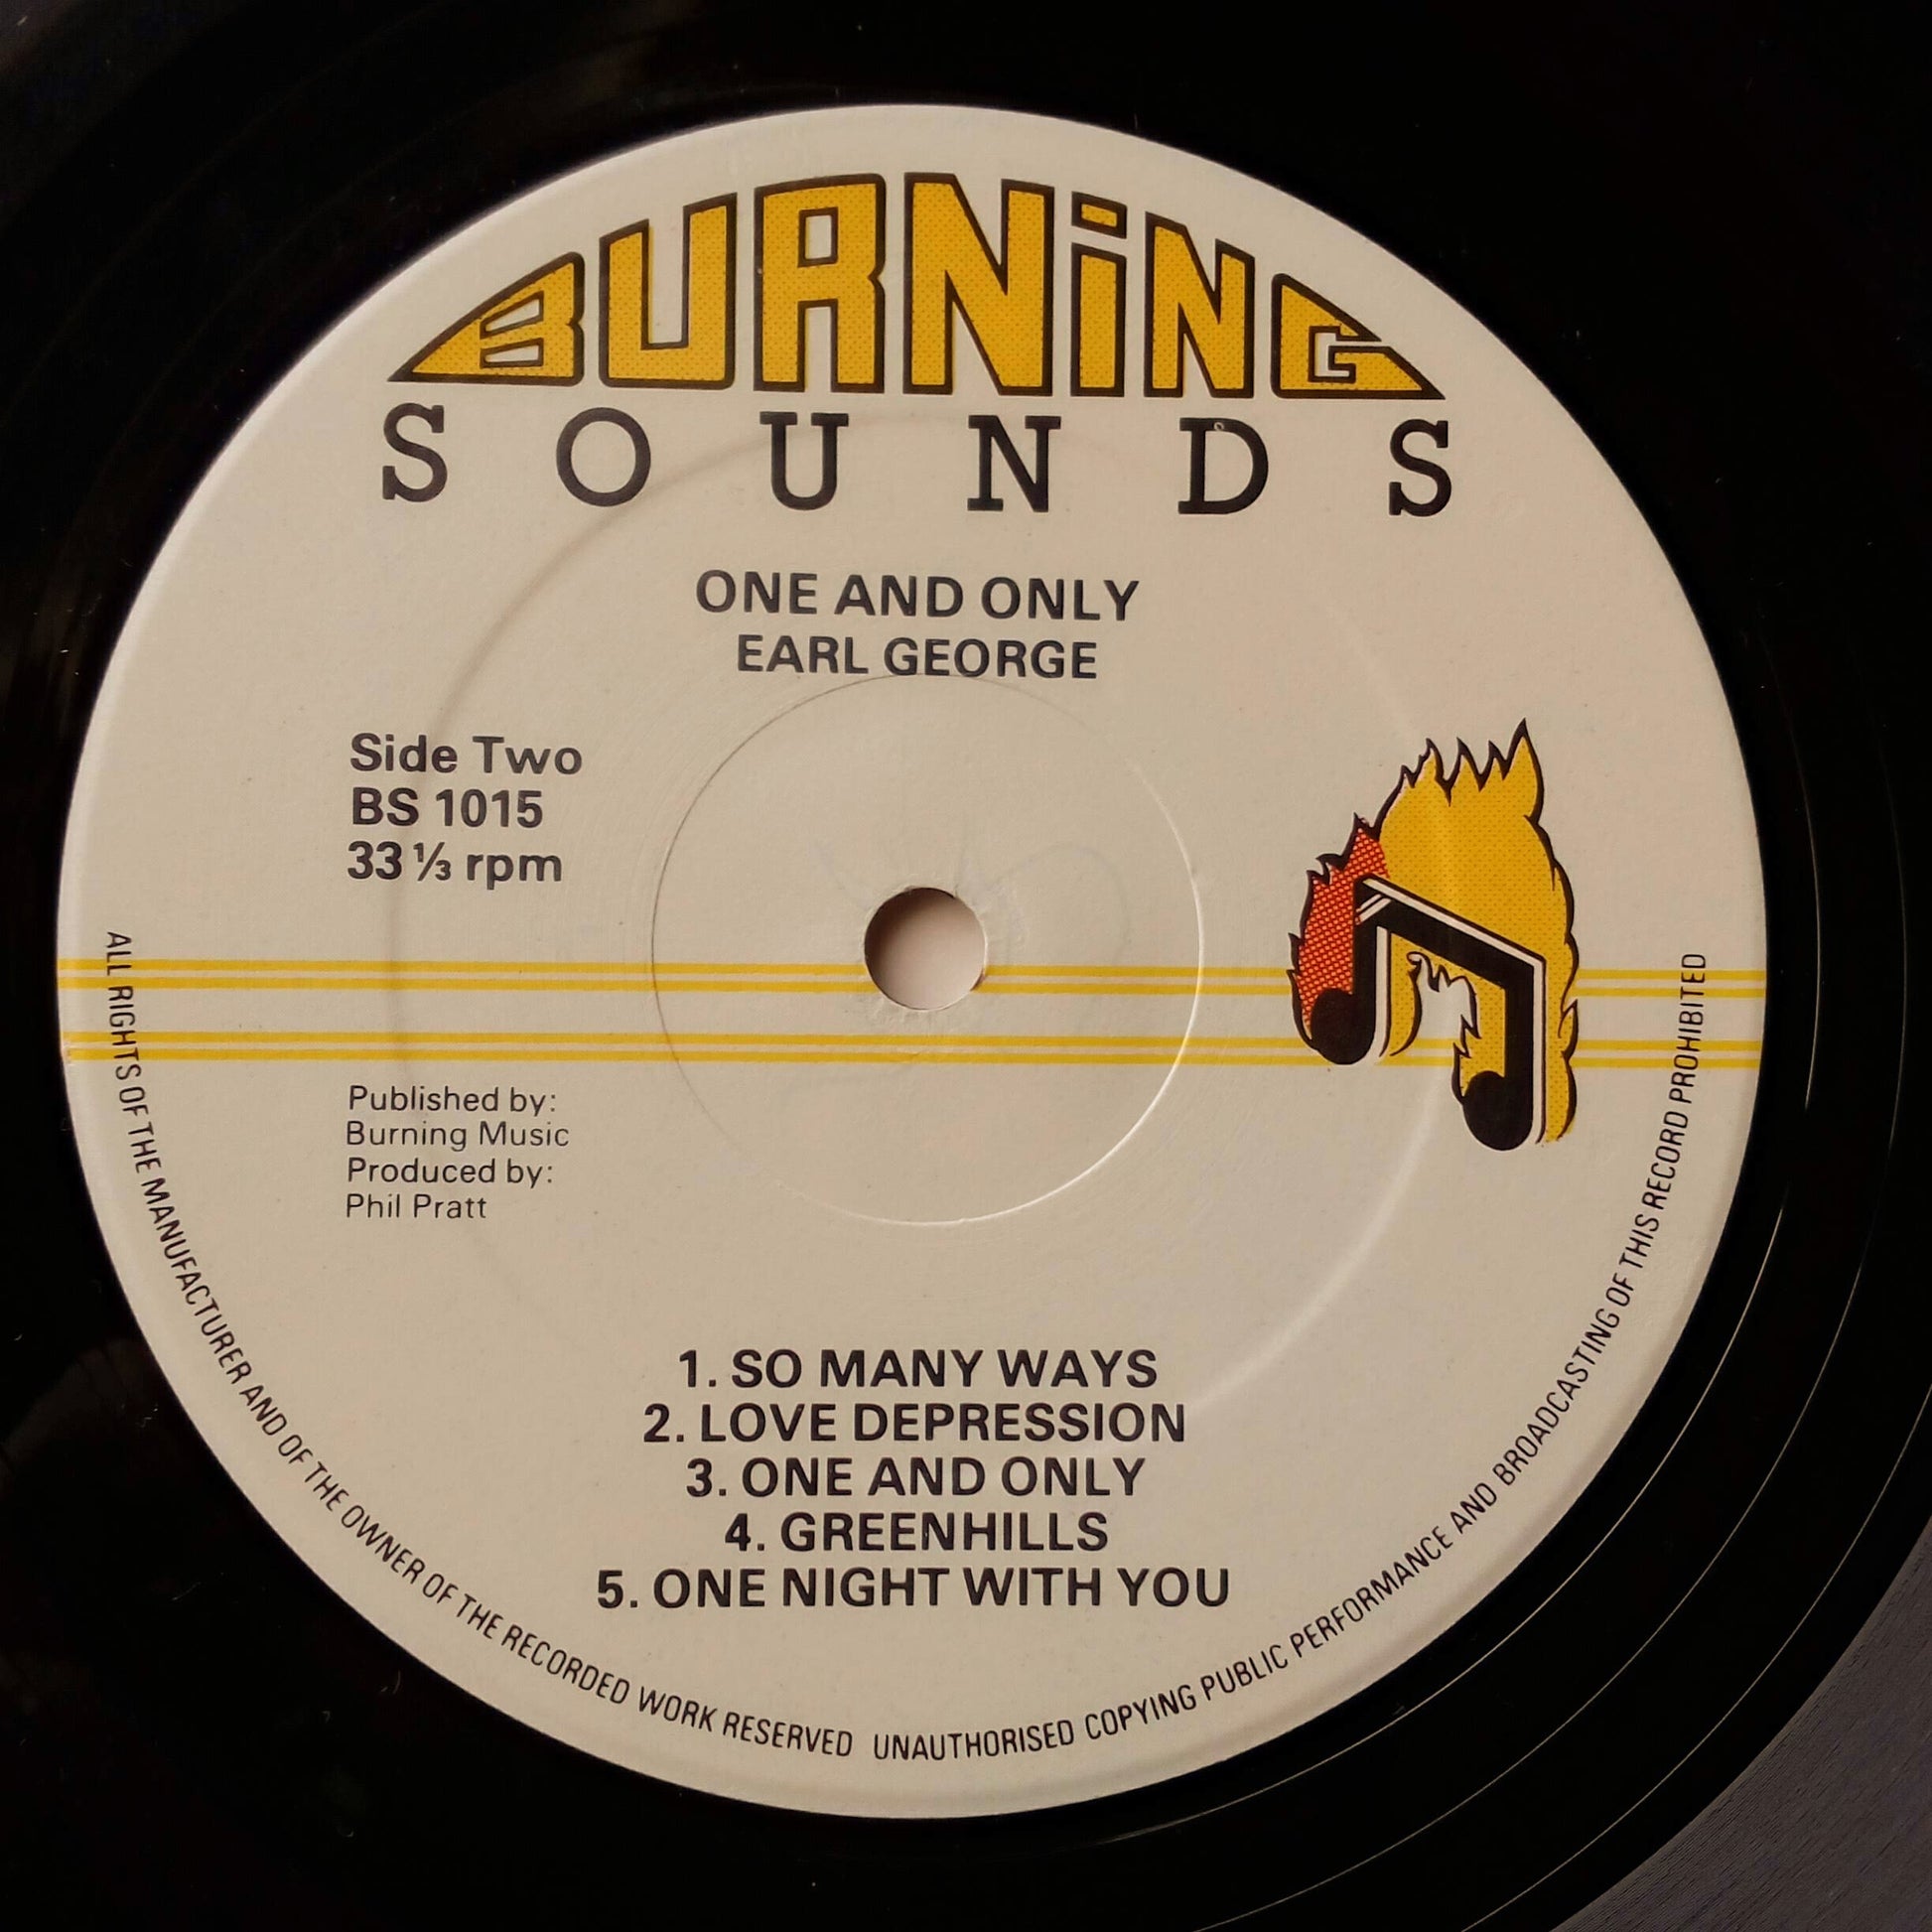 BURNiNG
SOUNDS
ONE AND ONLY
EARL GEORGE
Side Two
BS 1015
33 ⅓ rpm
Published by:
Burning Music
Produced by:
Phil Pratt
1. SO MANY WAYS
2. LOVE DEPRESSION
3. ONE AND ONLY
4. GREENHILLS
5. ONE NIGHT WITH YOU
ALL RIGHTS OF THE MANUFACTURER AND OF THE OWNER OF THE RECORDED WORK RESERVED UNAUTHORISED COPYING PUBLIC PERFORMANCE AND BROADCASTING OF THIS RECORD PROHIBITED